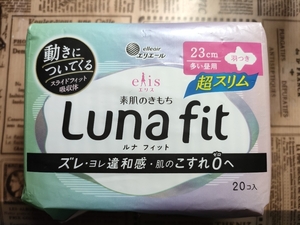 elleair
エリエール
動きに
ついてくる
スライドフィット
吸収体
23cm
羽つき
多い昼用
超スリム
elis
エリス
素肌のきもち
Luna fit
ルナ フィット
ズレ・ヨレ違和感・肌のこすれ0へ
20コ入